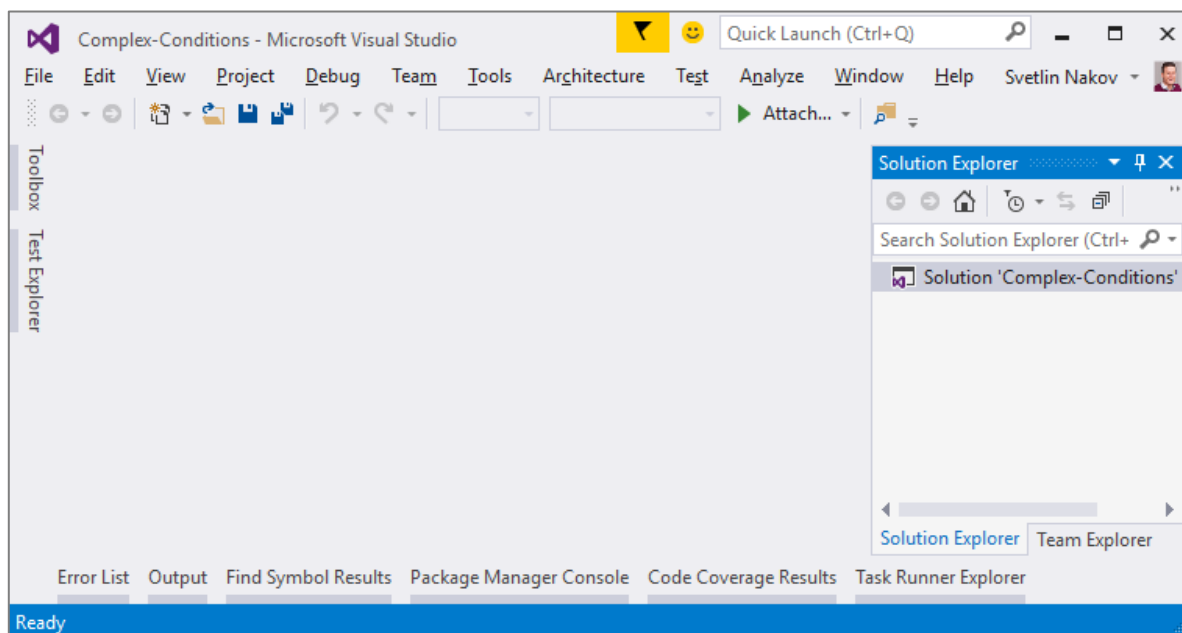 Complex-Conditions - Microsoft Visual Studio Quick Launch (Ctrl+Q)
File Edit View Project Debug Team Tools Architecture Test Analyze Window Help Svetlin Nakov
Attach...
Toolbox
Test Explorer
Solution Explorer
Search Solution Explorer (Ctrl+
Solution 'Complex-Conditions'
Solution Explorer Team Explorer
Error List Output Find Symbol Results Package Manager Console Code Coverage Results Task Runner Explorer
Ready